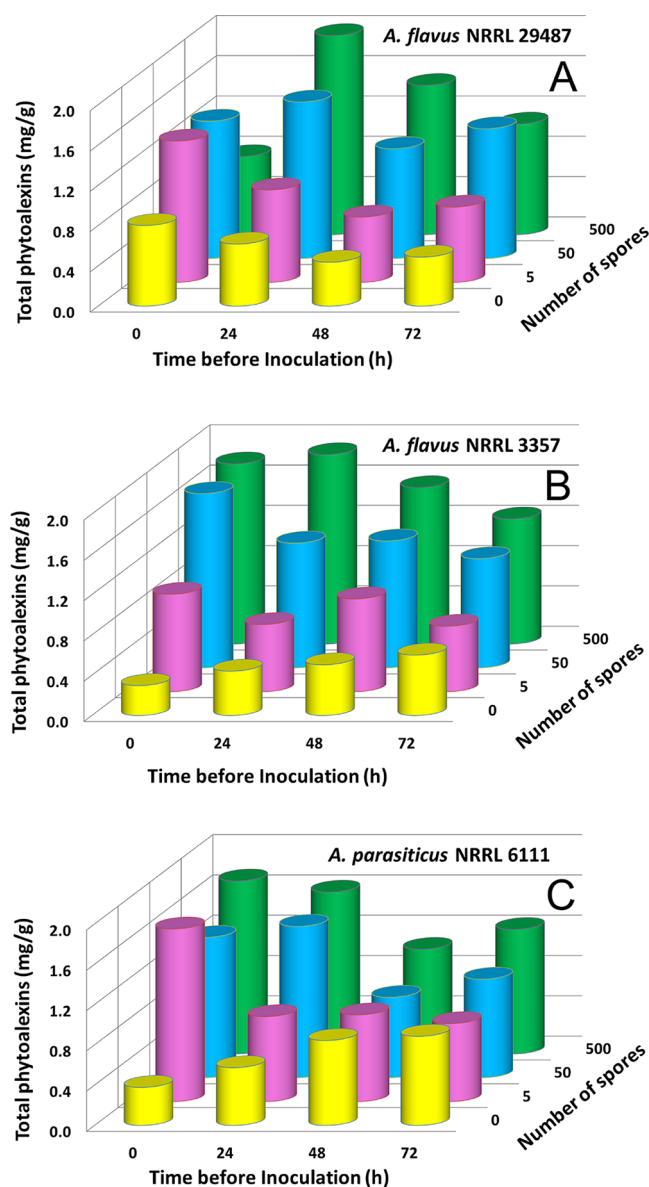 A. flavus NRRL 29487
A
Total phytoalexins (mg/g)
2.0
1.6
1.2
0.8
0.4
0.0
0 24 48 72
Time before Inoculation (h)
0
5
50
500
Number of spores
A. flavus NRRL 3357
B
Total phytoalexins (mg/g)
2.0
1.6
1.2
0.8
0.4
0.0
0 24 48 72
Time before Inoculation (h)
0
5
50
500
Number of spores
A. parasiticus NRRL 6111
C
Total phytoalexins (mg/g)
2.0
1.6
1.2
0.8
0.4
0.0
0 24 48 72
Time before Inoculation (h)
0
5
50
500
Number of spores